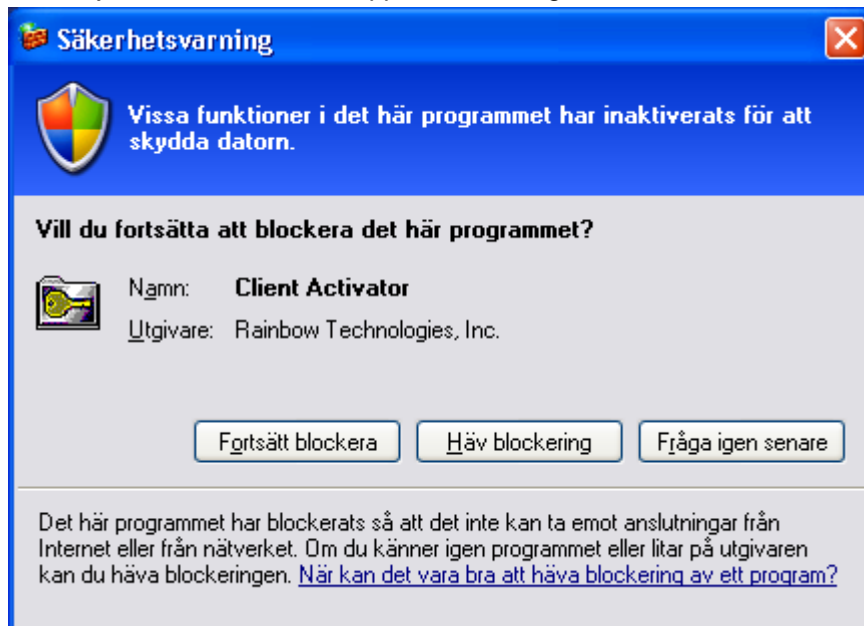 Säkerhetsvarning
Vissa funktioner i det här programmet har inaktiverats för att
skydda datorn.
Vill du fortsätta att blockera det här programmet?
Namn: Client Activator
Utgivare: Rainbow Technologies, Inc.
Fortsätt blockera Häv blockering Fråga igen senare
Det här programmet har blockerats så att det inte kan ta emot anslutningar från
Internet eller från nätverket. Om du känner igen programmet eller litar på utgivaren
kan du häva blockeringen. När kan det vara bra att häva blockering av ett program?